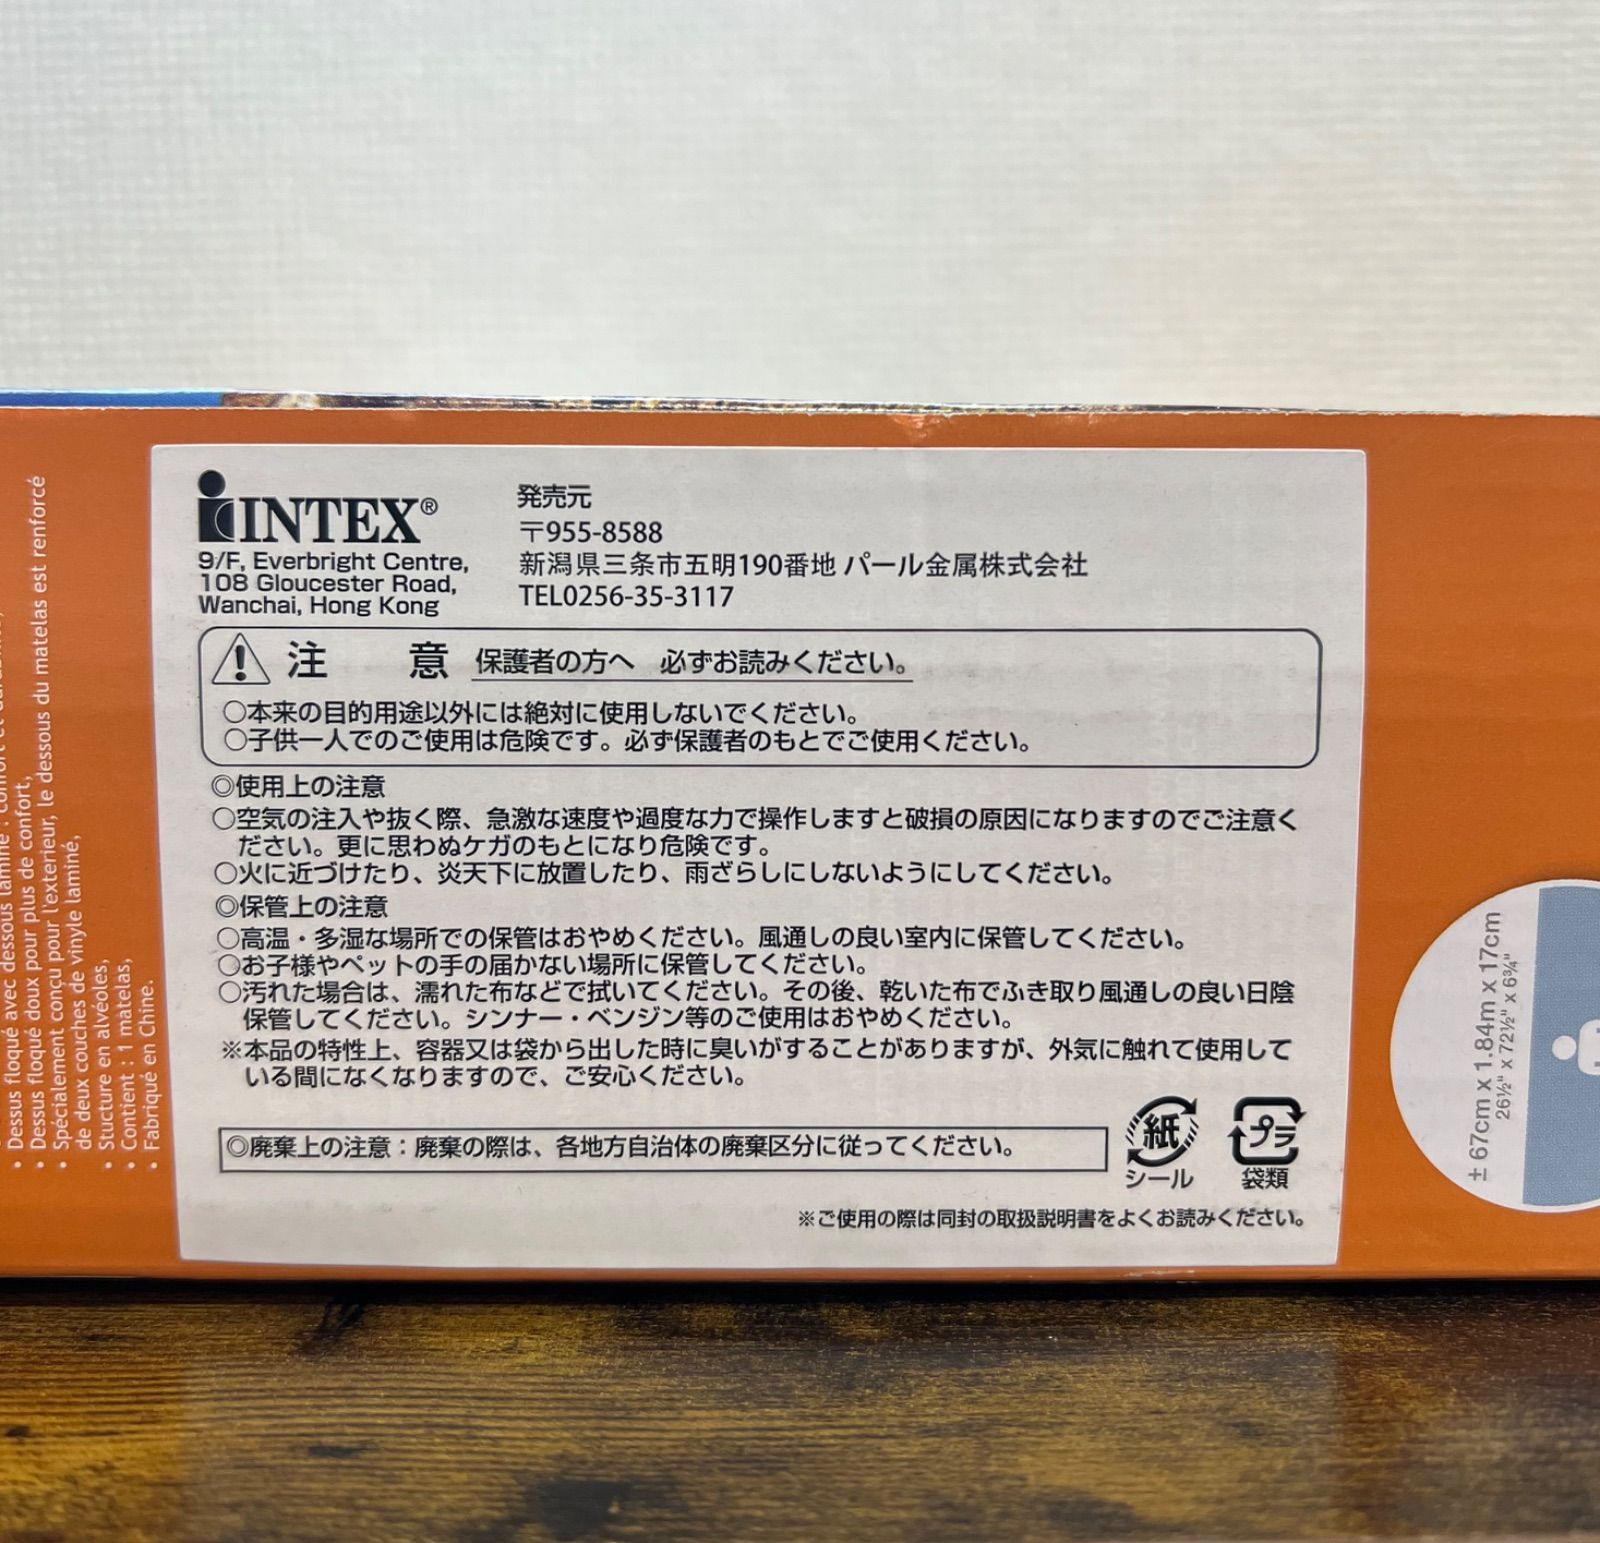 INTEX®
9/F, Everbright Centre,
108 Gloucester Road,
Wanchai, Hong Kong
発売元
〒955-8588
新潟県三条市五明190番地 パール金属株式会社
TEL0256-35-3117
注 意 保護者の方へ 必ずお読みください。
○本来の目的用途以外には絶対に使用しないでください。
○子供一人でのご使用は危険です。必ず保護者のもとでご使用ください。
◎使用上の注意
○空気の注入や抜く際、急激な速度や過度な力で操作しますと破損の原因になりますのでご注意く
ださい。更に思わぬケガのもとになり危険です。
○火に近づけたり、炎天下に放置したり、雨ざらしにしないようにしてください。
◎保管上の注意
○高温・多湿な場所での保管はおやめください。風通しの良い室内に保管してください。
○お子様やペットの手の届かない場所に保管してください。
○汚れた場合は、濡れた布などで拭いてください。その後、乾いた布でふき取り風通しの良い日陰
保管してください。シンナー・ベンジン等のご使用はおやめください。
※本品の特性上、容器又は袋から出した時に臭いがすることがありますが、外気に触れて使用して
いる間になくなりますので、ご安心ください。
◎廃棄上の注意：廃棄の際は、各地方自治体の廃棄区分に従ってください。
紙
シール
プラ
袋類
※ご使用の際は同封の取扱説明書をよくお読みください。
• Dessus floqué avec dessous laminé : confort et
• Dessus floqué doux pour plus de confort,
• Spécialement conçu pour l'exterieur, le dessous du matelas est renforcé
de deux couches de vinyle laminé,
• Stucture en alvéoles,
• Contient : 1 matelas,
• Fabriqué en Chine.
± 67cm x 1.84m x 17cm
26½" x 72½" x 6¾"